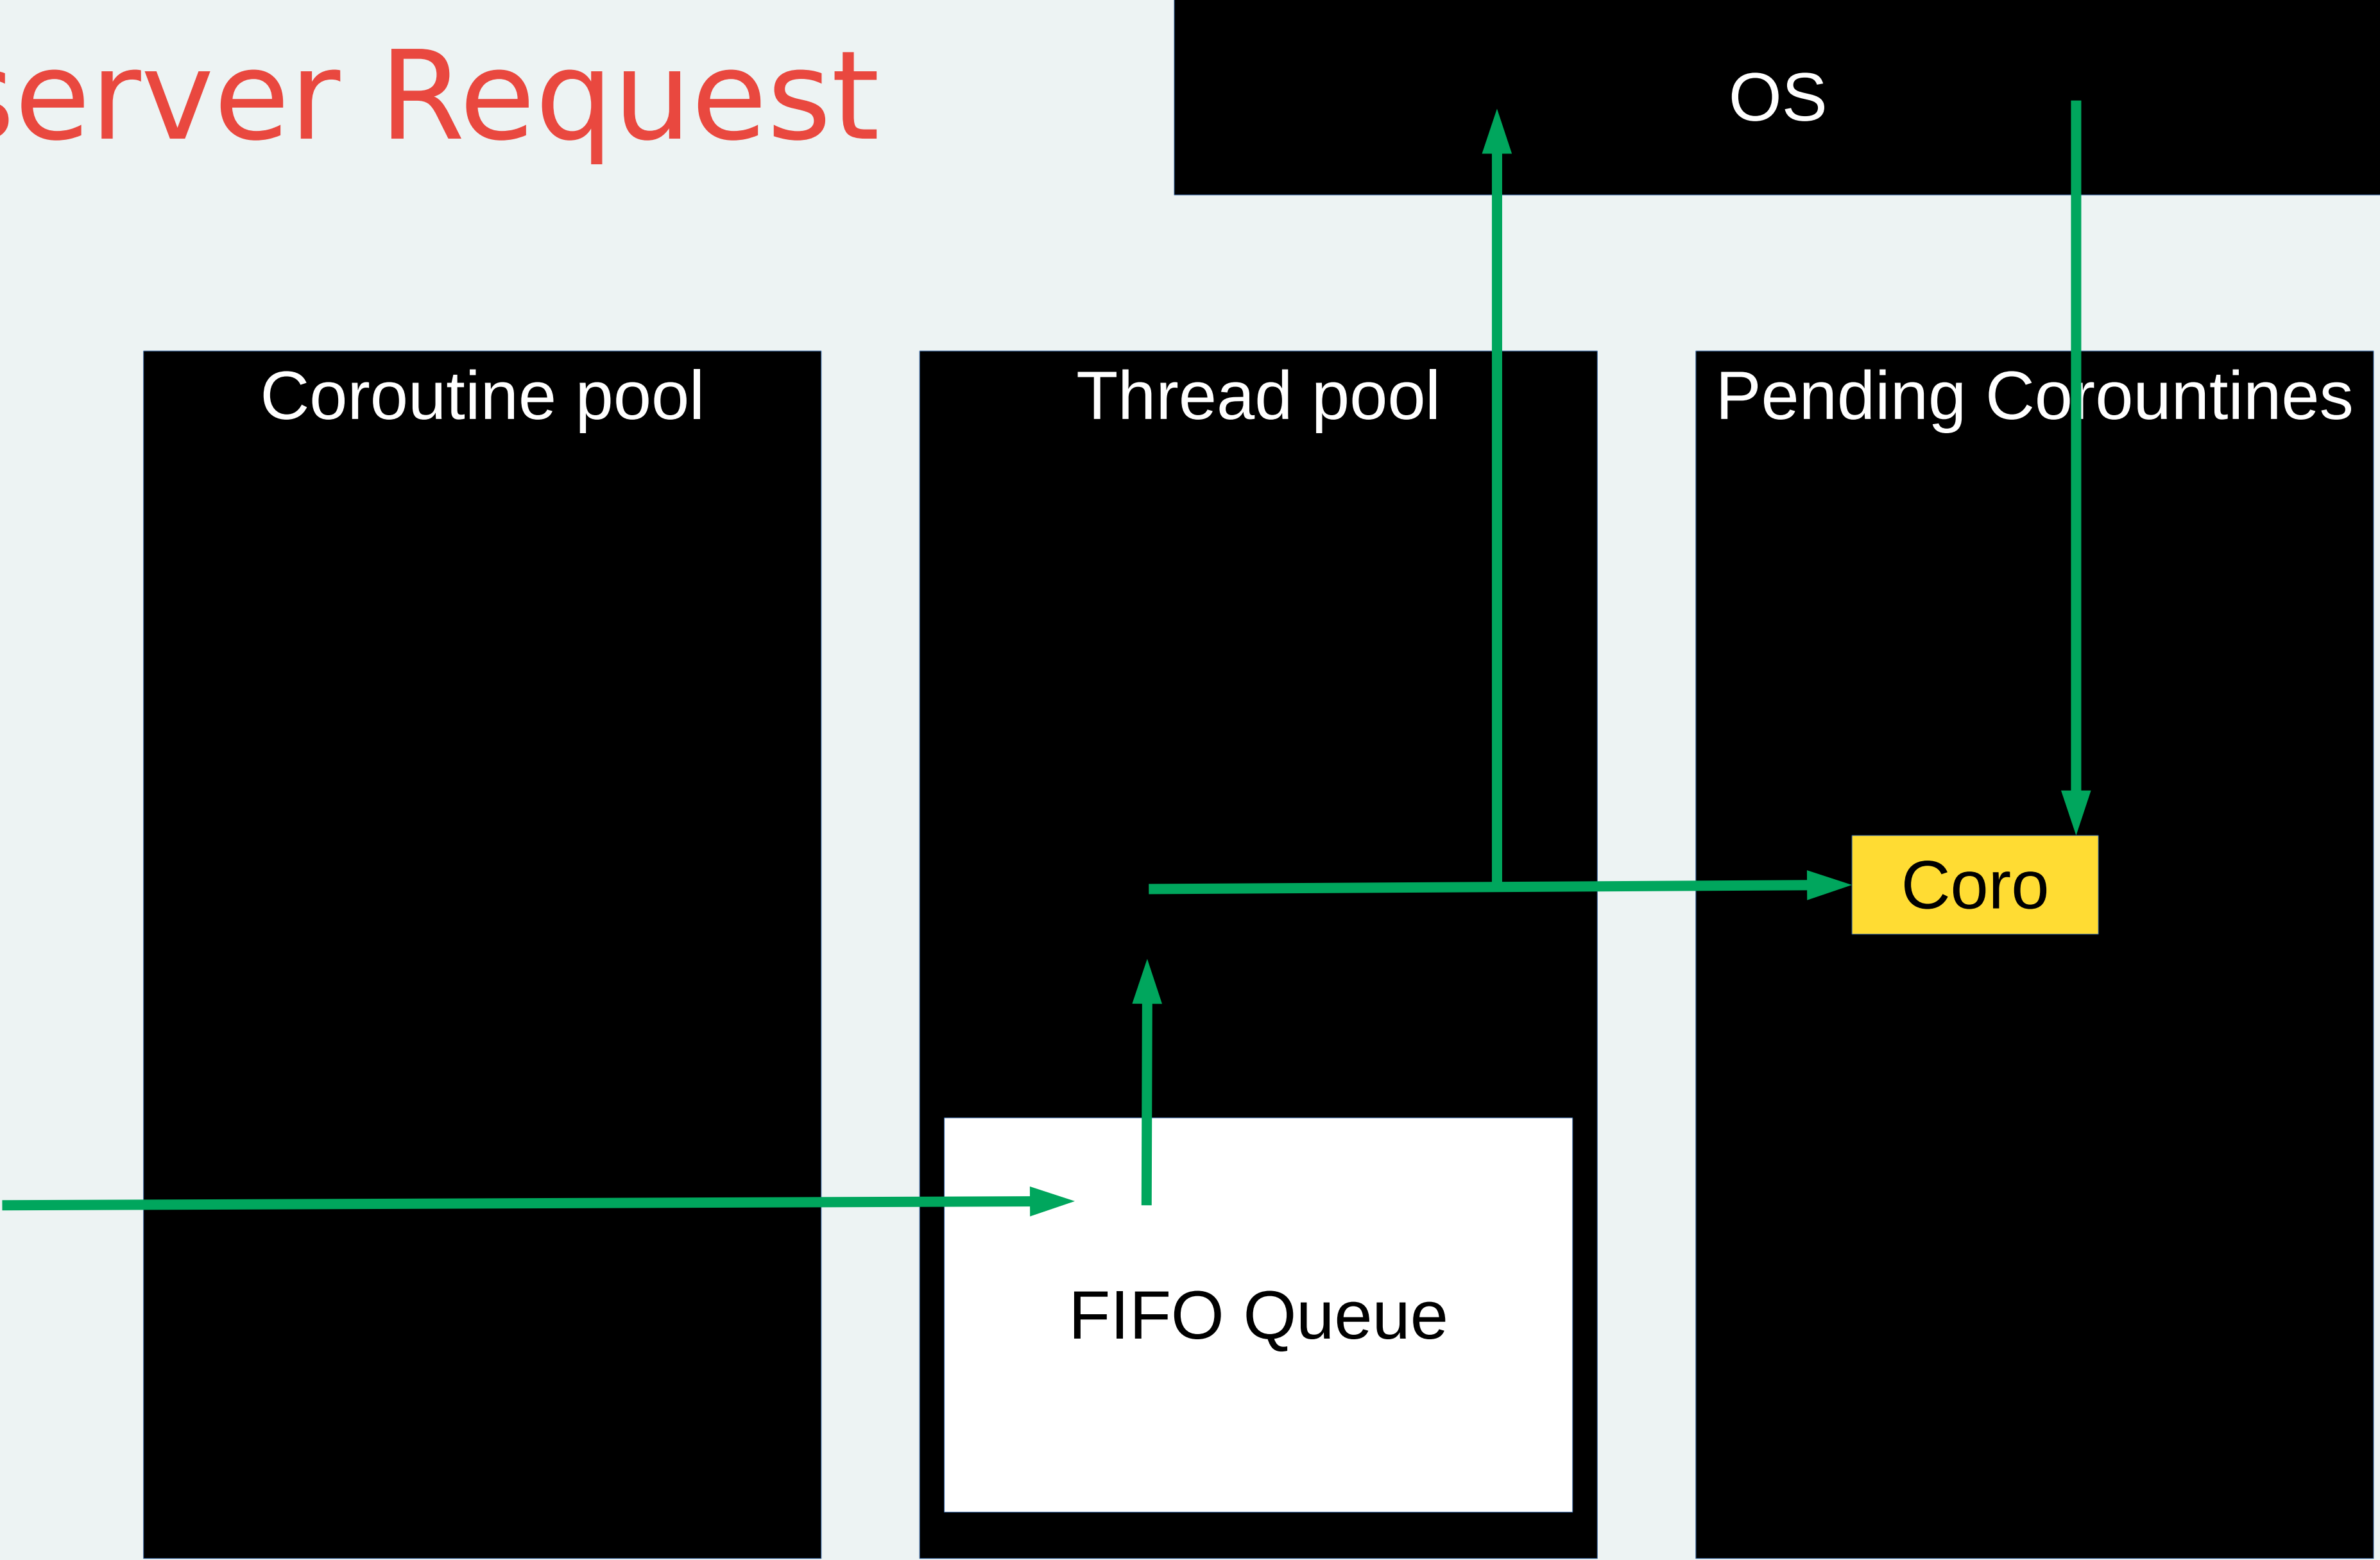 server Request
OS
Coroutine pool
Thread pool
Pending Corountines
Coro
FIFO Queue